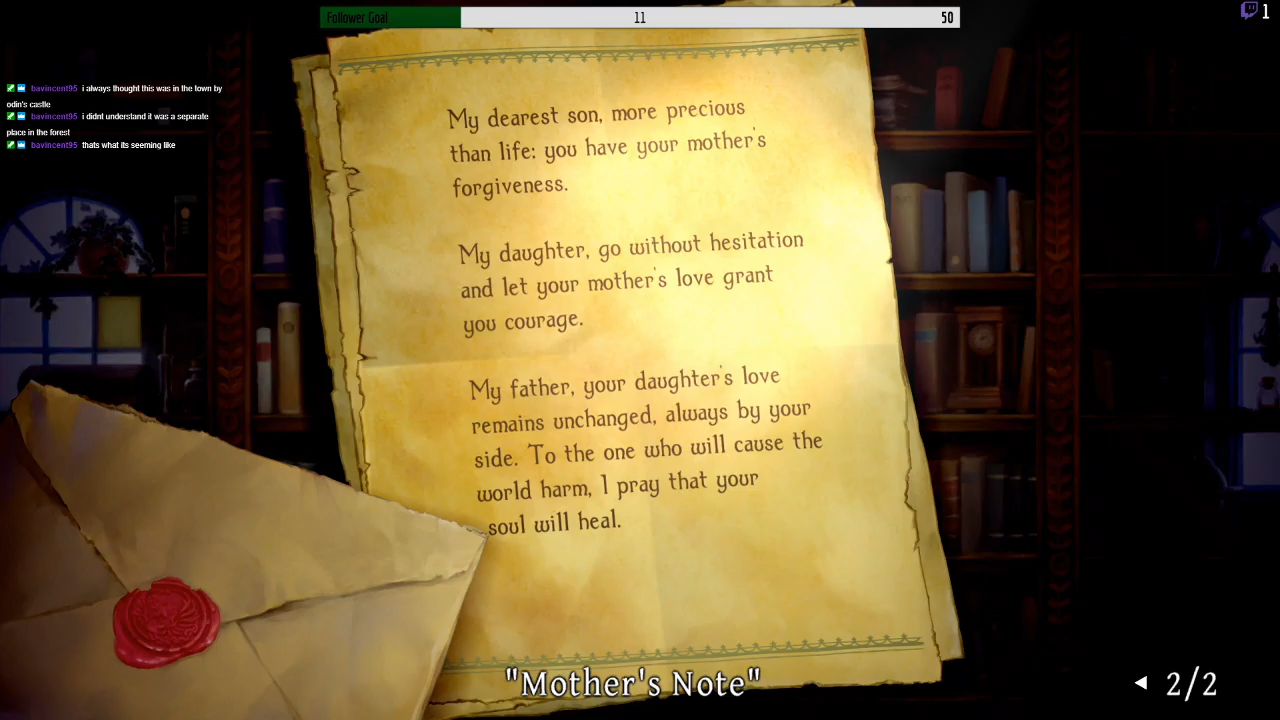 Follower Goal 11 50
1
bavincent95 i always thought this was in the town by
odin's castle
bavincent95 i didnt understand it was a separate
place in the forest
bavincent95 thats what its seeming like
My dearest son, more precious
than life: you have your mother's
forgiveness.
My daughter, go without hesitation
and let your mother's love grant
you courage.
My father, your daughter's love
remains unchanged, always by your
side. To the one who will cause the
world harm, I pray that your
soul will heal.
"Mother's Note"
2/2